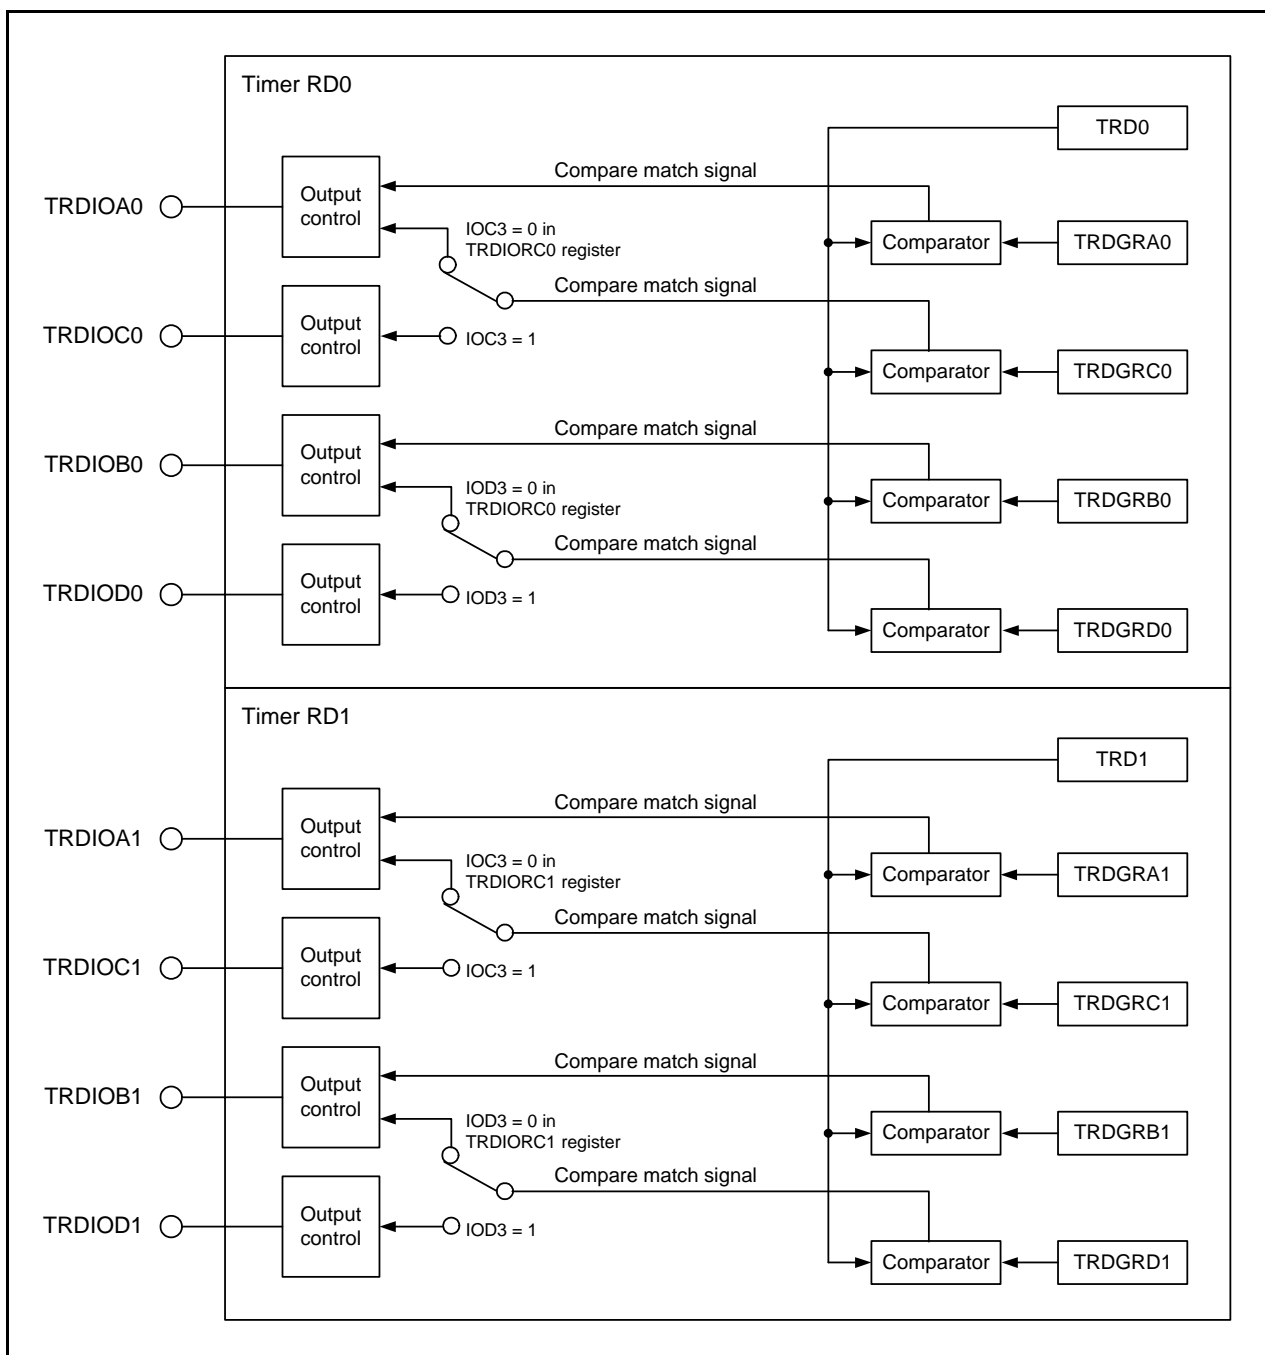 Timer RD0
TRD0
Compare match signal
Output
control
TRDIOA0
IOC3 = 0 in
TRDIORC0 register
Comparator
TRDGRA0
Compare match signal
Output
control
TRDIOC0
IOC3 = 1
Comparator
TRDGRC0
Compare match signal
Output
control
TRDIOB0
IOD3 = 0 in
TRDIORC0 register
Comparator
TRDGRB0
Compare match signal
Output
control
TRDIOD0
IOD3 = 1
Comparator
TRDGRD0
Timer RD1
TRD1
Compare match signal
Output
control
TRDIOA1
IOC3 = 0 in
TRDIORC1 register
Comparator
TRDGRA1
Compare match signal
Output
control
TRDIOC1
IOC3 = 1
Comparator
TRDGRC1
Compare match signal
Output
control
TRDIOB1
IOD3 = 0 in
TRDIORC1 register
Comparator
TRDGRB1
Compare match signal
Output
control
TRDIOD1
IOD3 = 1
Comparator
TRDGRD1